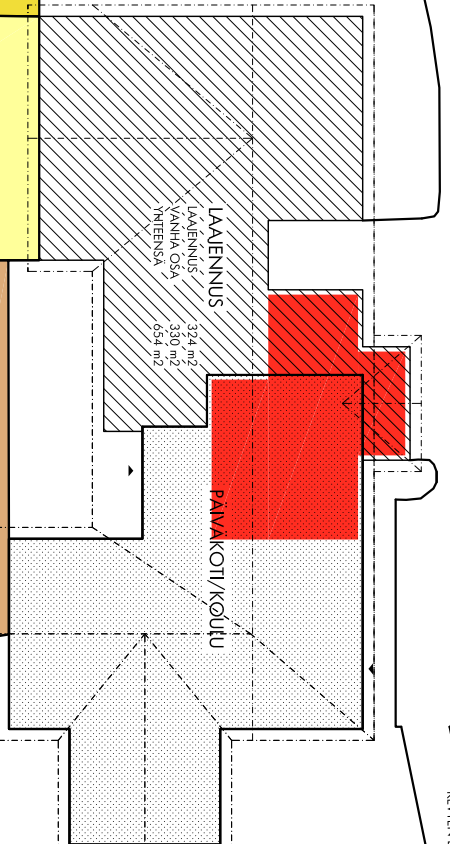 LAAJENNUS
LAAJENNUS 324 m2
VANHA OSA 330 m2
YHTEENSÄ 654 m2
PÄIVÄKOTI/KOULU